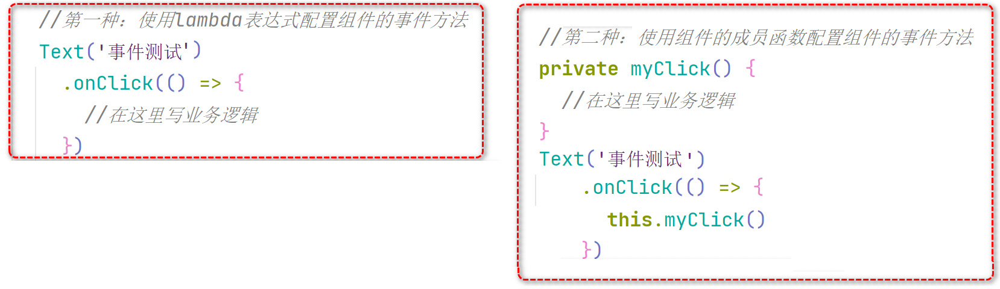 //第一种：使用lambda表达式配置组件的事件方法
Text('事件测试')
.onClick(() => {
//在这里写业务逻辑
})
//第二种：使用组件的成员函数配置组件的事件方法
private myClick() {
//在这里写业务逻辑
}
Text('事件测试')
.onClick(() => {
this.myClick()
})